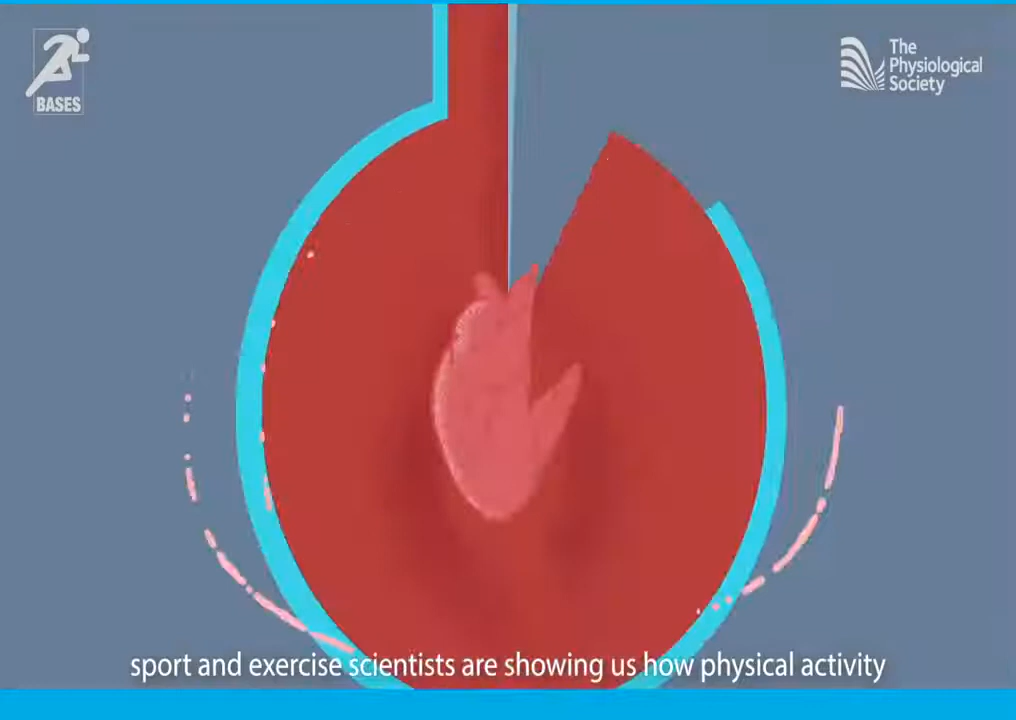 BASES
The
Physiological
Society
sport and exercise scientists are showing us how physical activity